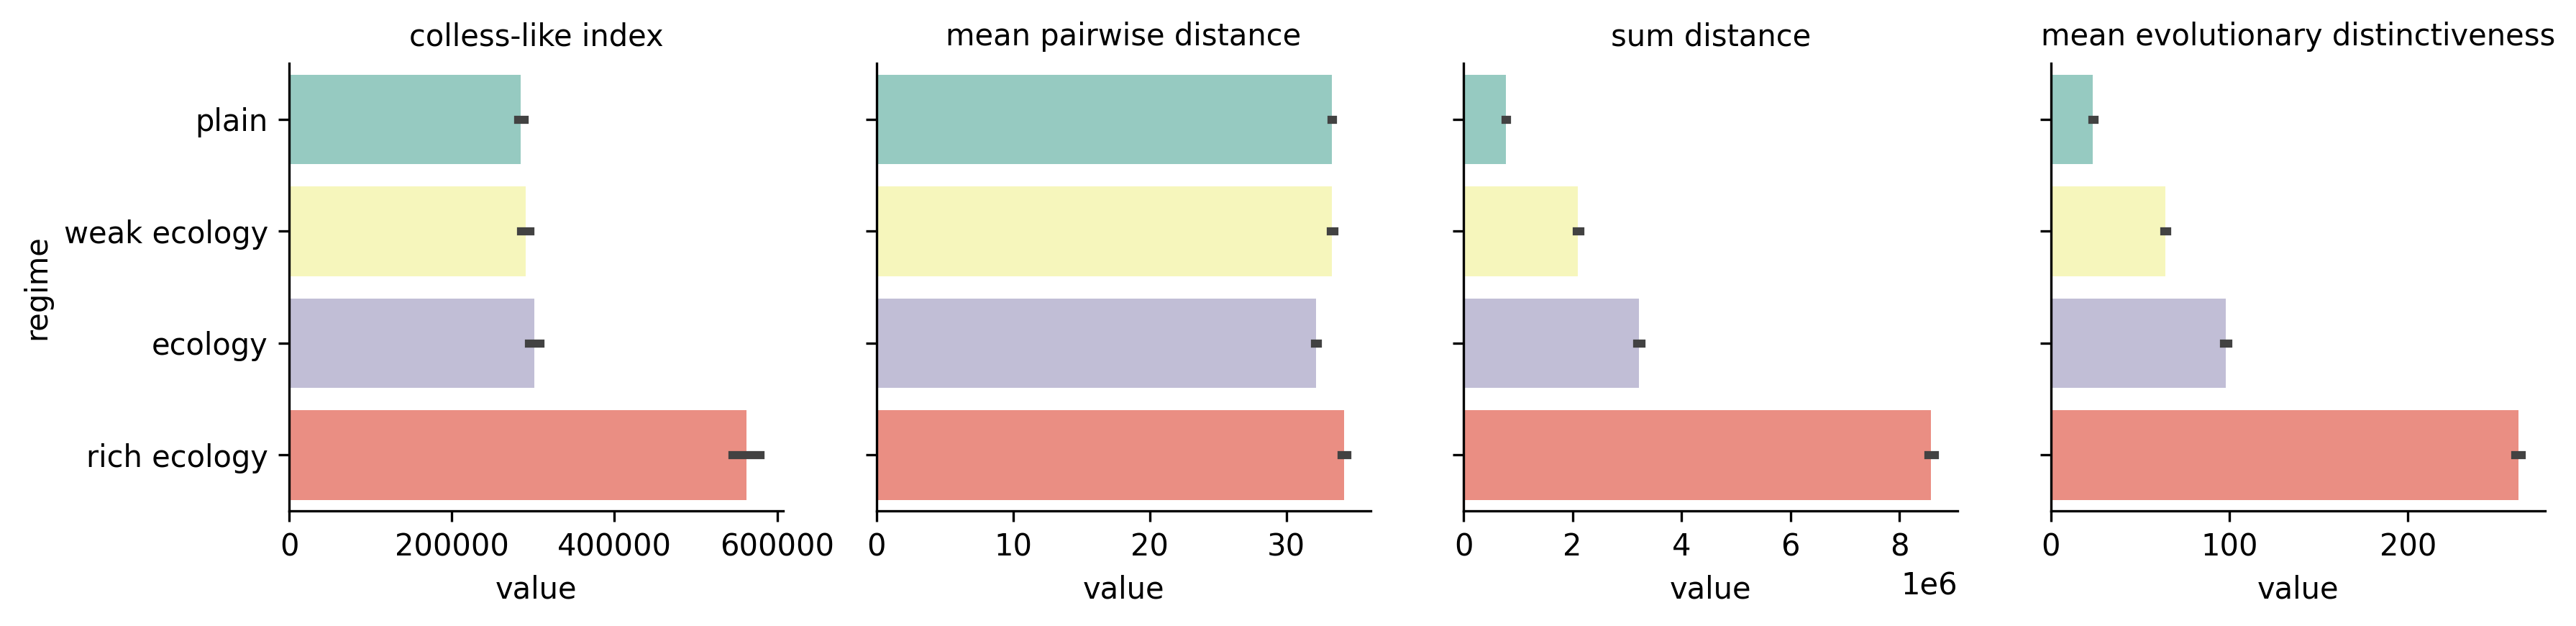 colless-like index
mean pairwise distance
sum distance
mean evolutionary distinctiveness
regime
plain
weak ecology
ecology
rich ecology
0 200000 400000 600000
0 10 20 30
0 2 4 6 8
0 100 200
1e6
value
value
value
value